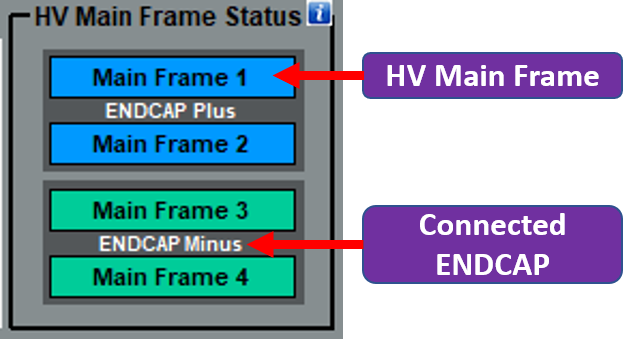 HV Main Frame Status
i
Main Frame 1
HV Main Frame
ENDCAP Plus
Main Frame 2
Main Frame 3
ENDCAP Minus
Connected
ENDCAP
Main Frame 4